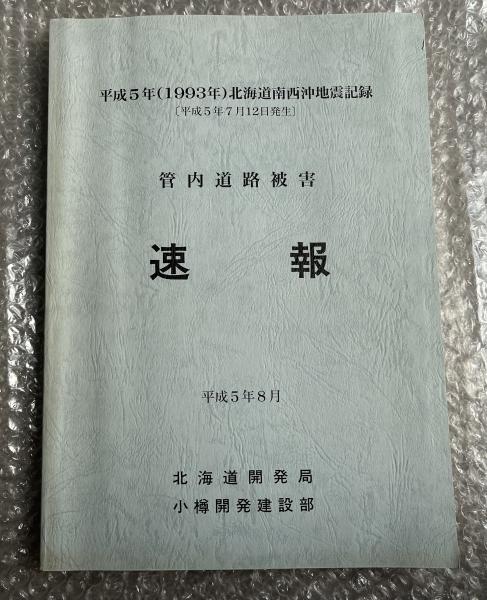 平成5年(1993年)北海道南西沖地震記録
〔平成5年7月12日発生〕
管内道路被害
速報
平成5年8月
北海道開発局
小樽開発建設部